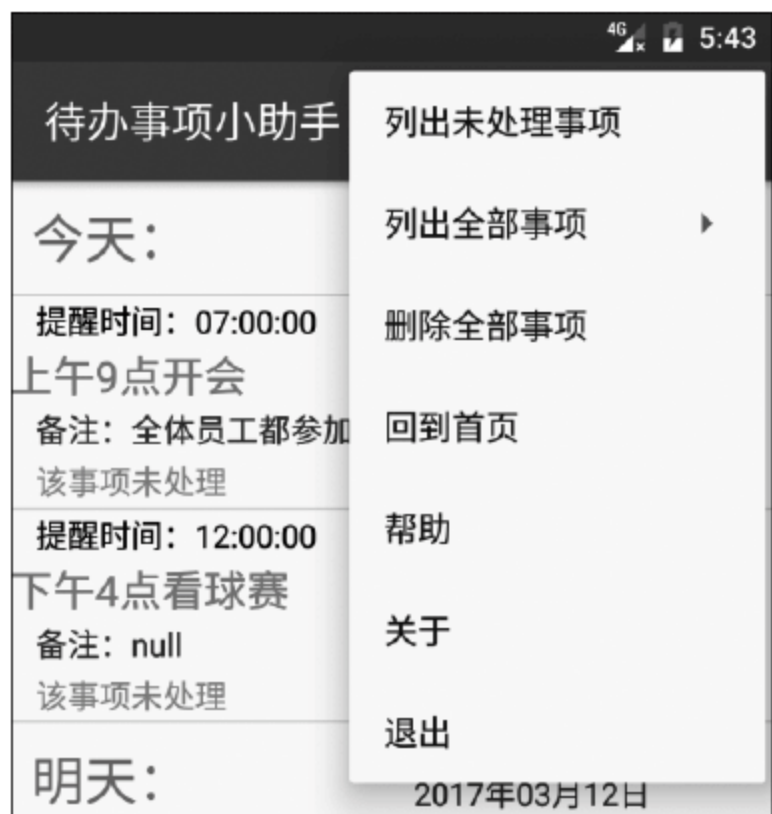 4G 5:43
待办事项小助手
列出未处理事项
列出全部事项
删除全部事项
回到首页
帮助
关于
退出
今天：
提醒时间：07:00:00
上午9点开会
备注：全体员工都参加
该事项未处理
提醒时间：12:00:00
下午4点看球赛
备注：null
该事项未处理
明天：
2017年03月12日